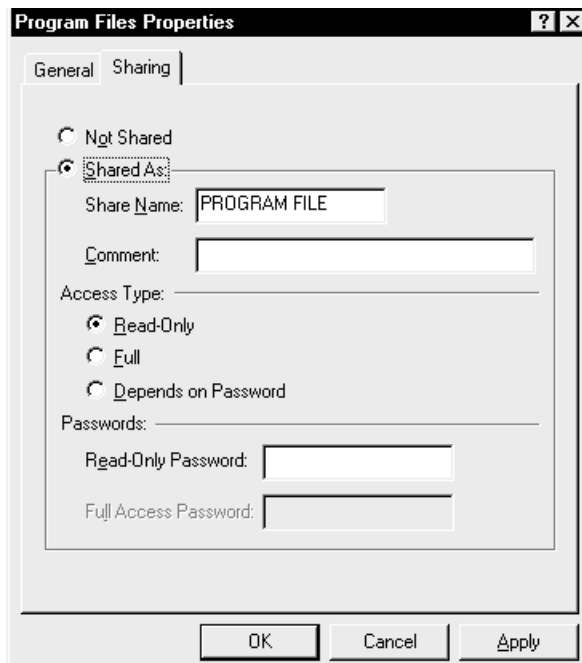 Program Files Properties ? X
General Sharing
Not Shared
Shared As:
Share Name: PROGRAM FILE
Comment:
Access Type:
Read-Only
Full
Depends on Password
Passwords:
Read-Only Password:
Full Access Password:
OK Cancel Apply